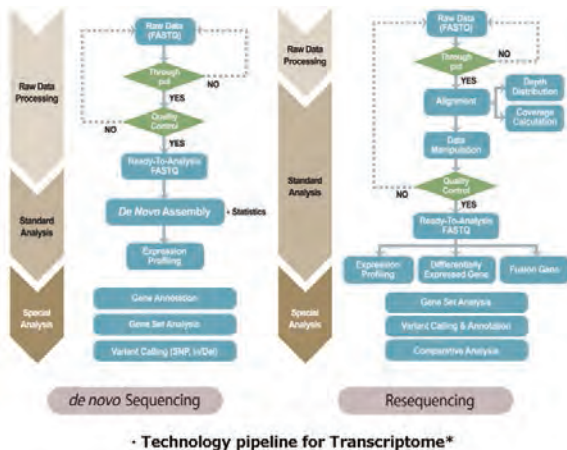 Raw Data
Processing
Standard
Analysis
Special
Analysis
Raw Data
(FASTQ)
Through
put
NO
YES
Quality
Control
NO
YES
Ready-To-Analysis
FASTQ
De Novo Assembly
• Statistics
Expression
Profiling
Gene Annotation
Gene Set Analysis
Variant Calling (SNP, In/Del)
de novo Sequencing
Raw Data
Processing
Standard
Analysis
Special
Analysis
Raw Data
(FASTQ)
Through
put
NO
YES
Alignment
Depth
Distribution
Coverage
Calculation
Data
Manipulation
Quality
Control
NO
YES
Ready-To-Analysis
FASTQ
Expression
Profiling
Differentially
Expressed Gene
Fusion Gene
Gene Set Analysis
Variant Calling & Annotation
Comparative Analysis
Resequencing
· Technology pipeline for Transcriptome*